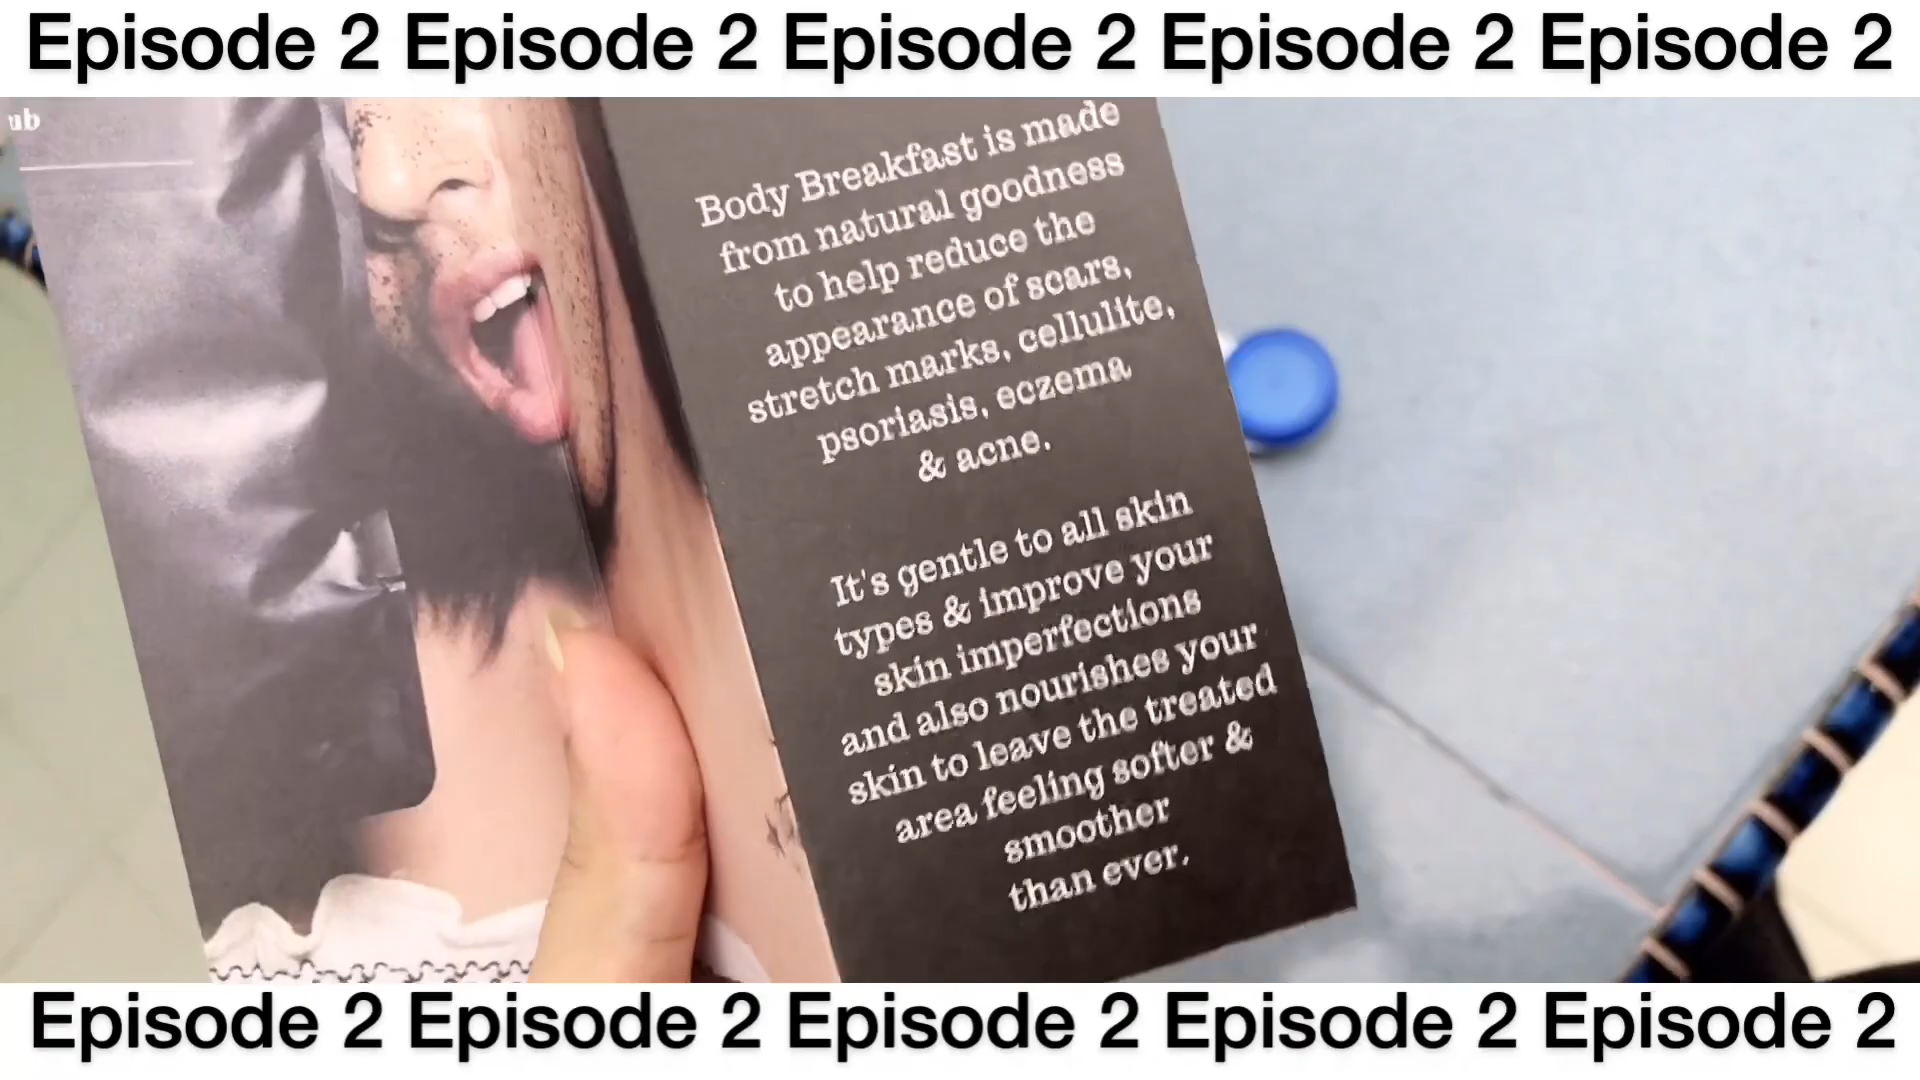 Episode 2 Episode 2 Episode 2 Episode 2 Episode 2
ub
Body Breakfast is made
from natural goodness
to help reduce the
appearance of scars,
stretch marks, cellulite,
psoriasis, eczema
& acne.
It's gentle to all skin
types & improve your
skin imperfections
and also nourishes your
skin to leave the treated
area feeling softer &
smoother
than ever.
Episode 2 Episode 2 Episode 2 Episode 2 Episode 2